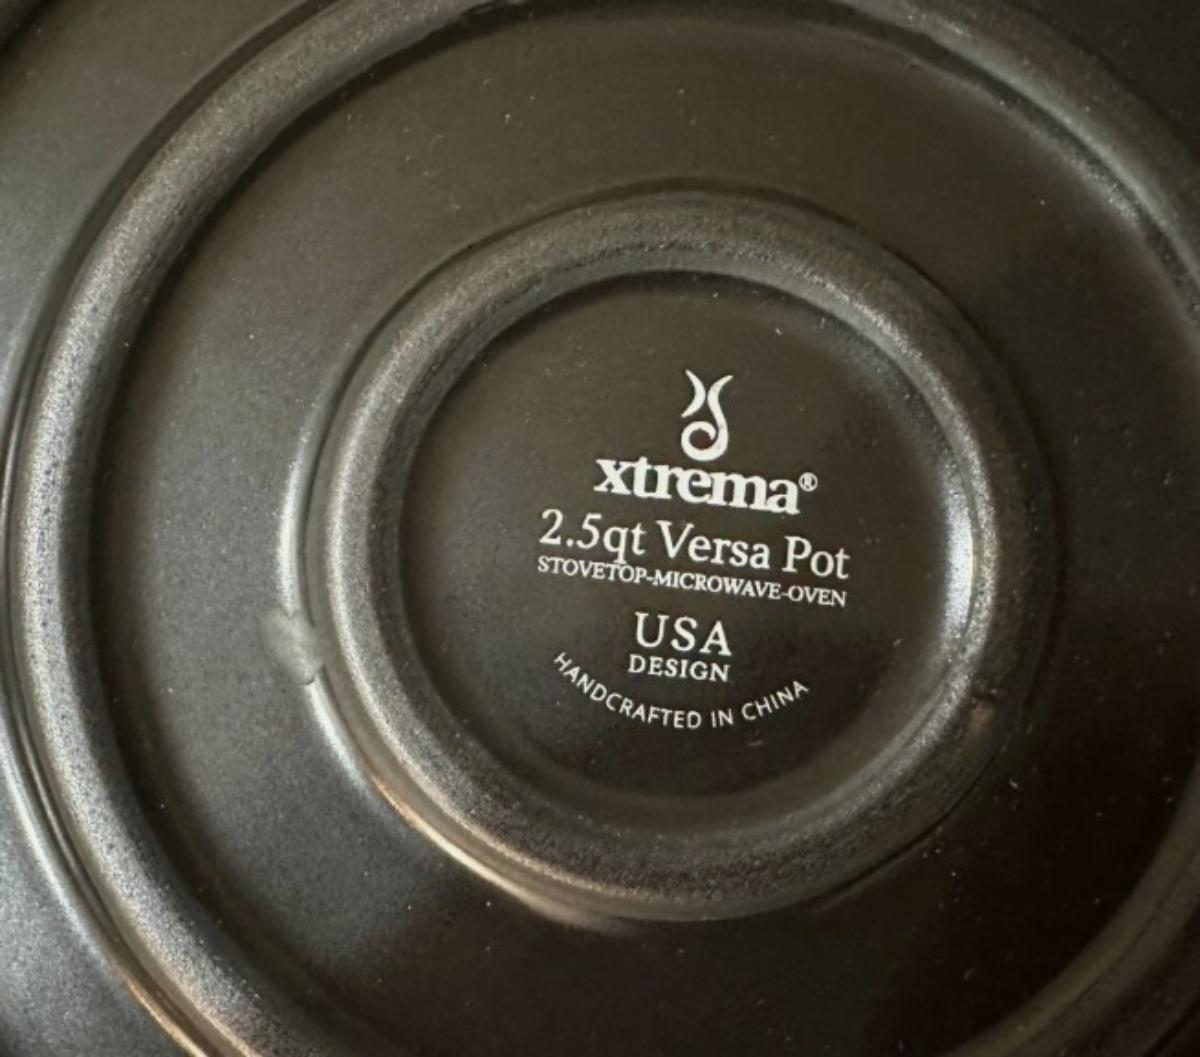 xtrema®
2.5qt Versa Pot
STOVETOP-MICROWAVE-OVEN
USA
DESIGN
HANDCRAFTED IN CHINA